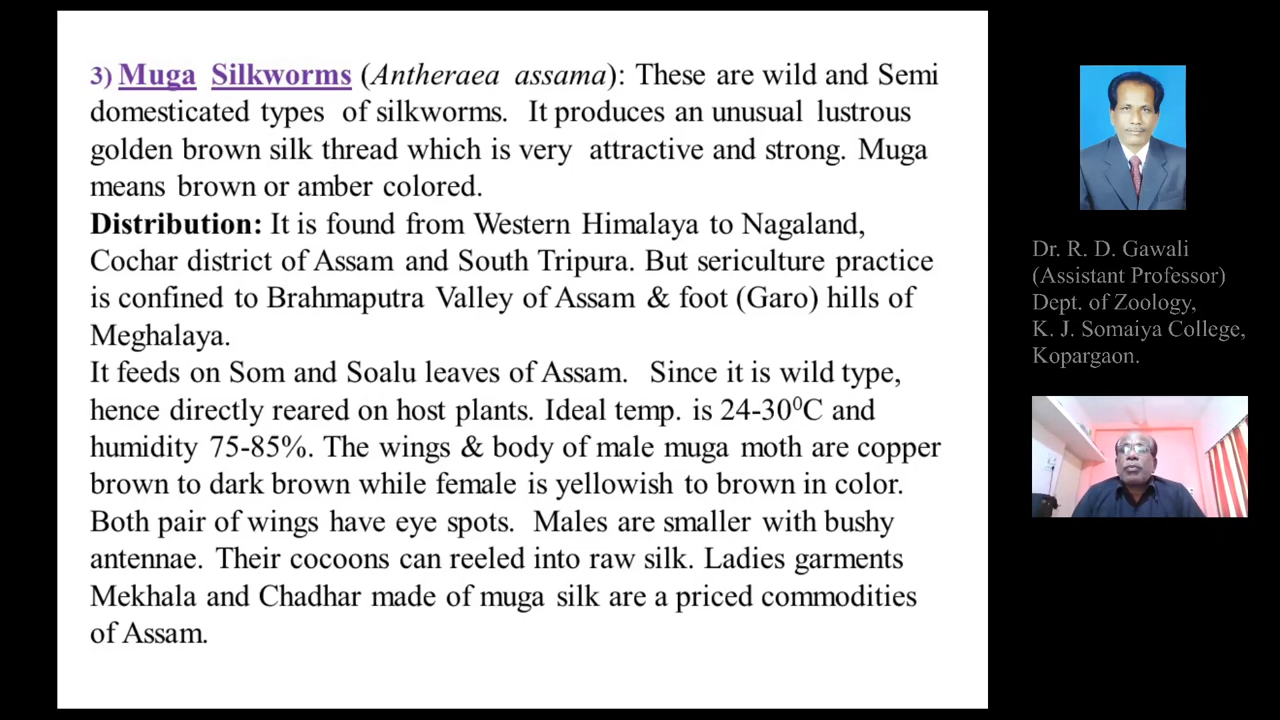 3) Muga Silkworms (Antheraea assama): These are wild and Semi
domesticated types of silkworms. It produces an unusual lustrous
golden brown silk thread which is very attractive and strong. Muga
means brown or amber colored.
Distribution: It is found from Western Himalaya to Nagaland,
Cochar district of Assam and South Tripura. But sericulture practice
is confined to Brahmaputra Valley of Assam & foot (Garo) hills of
Meghalaya.
It feeds on Som and Soalu leaves of Assam. Since it is wild type,
hence directly reared on host plants. Ideal temp. is 24-30⁰C and
humidity 75-85%. The wings & body of male muga moth are copper
brown to dark brown while female is yellowish to brown in color.
Both pair of wings have eye spots. Males are smaller with bushy
antennae. Their cocoons can reeled into raw silk. Ladies garments
Mekhala and Chadhar made of muga silk are a priced commodities
of Assam.
Dr. R. D. Gawali
(Assistant Professor)
Dept. of Zoology,
K. J. Somaiya College,
Kopargaon.